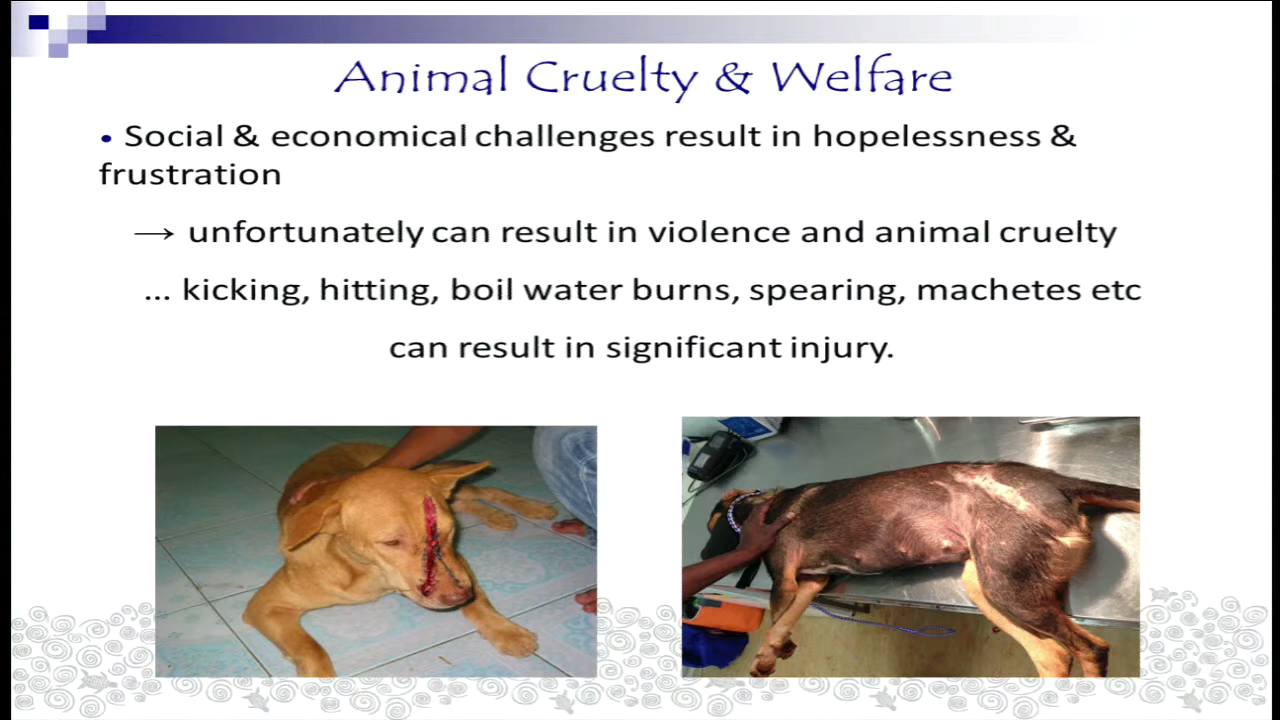 Animal Cruelty & Welfare
• Social & economical challenges result in hopelessness &
frustration
→ unfortunately can result in violence and animal cruelty
... kicking, hitting, boil water burns, spearing, machetes etc
can result in significant injury.